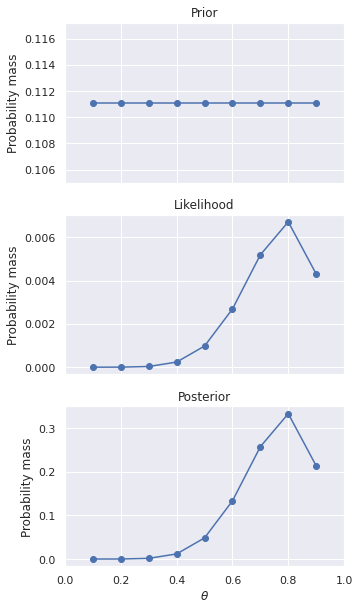 Prior
0.116
0.114
0.112
0.110
0.108
0.106
Probability mass
Likelihood
0.006
0.004
0.002
0.000
Probability mass
Posterior
0.3
0.2
0.1
0.0
Probability mass
0.0 0.2 0.4 0.6 0.8 1.0
θ